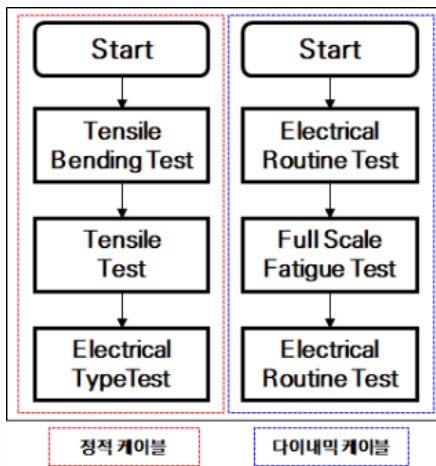 Start
Tensile
Bending Test
Tensile
Test
Electrical
TypeTest
정적 케이블
Start
Electrical
Routine Test
Full Scale
Fatigue Test
Electrical
Routine Test
다이내믹 케이블